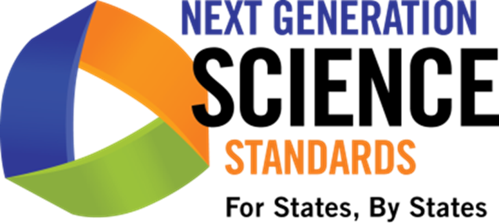 NEXT GENERATION
SCIENCE
STANDARDS
For States, By States